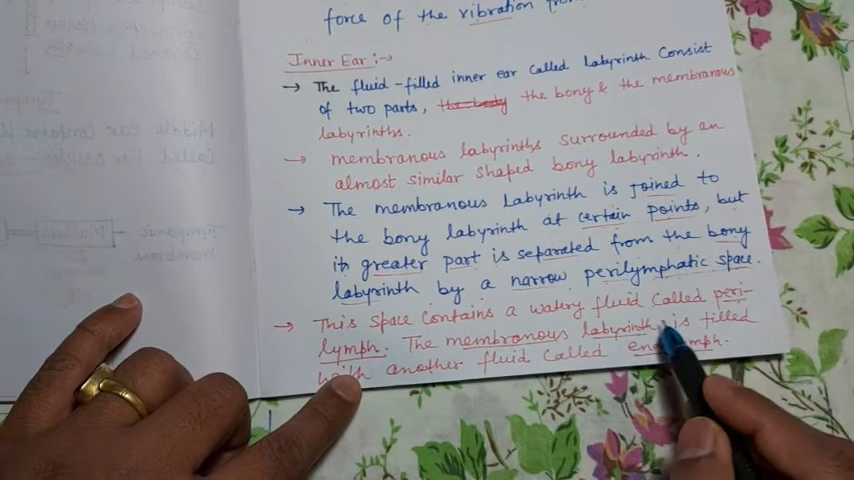 force of the vibration from
Inner Ear :-
→ The fluid-filled inner ear called labyrinth Consist
of two parts, the body the bony & the membranous
labyrinths.
→ membranous labyrinths surrounded by an
almost similar shaped bony labyrinth.
→ The membranous labyrinth is joined to
the bony labyrinth at certain points, but
its greater part is separated from the bony
labyrinth by a narrow perilymphatic space.
→ This space contains a watery fluid called peri-
lymph. The membranous labyrinth is filled
with another fluid called endolymph.